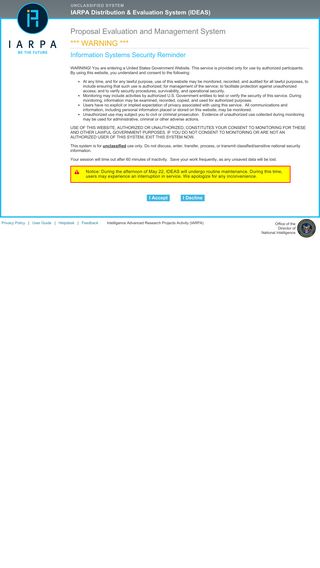 UNCLASSIFIED SYSTEM
IARPA Distribution & Evaluation System (IDEAS)
IARPA
BE THE FUTURE
Proposal Evaluation and Management System
*** WARNING ***
Information Systems Security Reminder
WARNING! You are entering a United States Government Website. This service is provided only for use by authorized participants.
By using this website, you understand and consent to the following:
• At any time, and for any lawful purpose, use of this website may be monitored, recorded, and audited for all lawful purposes, to
include ensuring that such use is authorized; for management of the service; to facilitate protection against unauthorized
access; and to verify security procedures, survivability, and operational security.
• Monitoring may include activities by authorized U.S. Government entities to test or verify the security of this service. During
monitoring, information may be examined, recorded, copied, and used for authorized purposes.
• Users have no explicit or implied expectation of privacy associated with using this service. All communications and
information, including personal information placed or stored on this website, may be monitored.
• Unauthorized use may subject you to civil or criminal prosecution. Evidence of unauthorized use collected during monitoring
may be used for administrative, criminal or other adverse actions.
USE OF THIS WEBSITE, AUTHORIZED OR UNAUTHORIZED, CONSTITUTES YOUR CONSENT TO MONITORING FOR THESE
AND OTHER LAWFUL GOVERNMENT PURPOSES. IF YOU DO NOT CONSENT TO MONITORING OR ARE NOT AN
AUTHORIZED USER OF THIS SYSTEM, EXIT THIS SYSTEM NOW.
This system is for unclassified use only. Do not discuss, enter, transfer, process, or transmit classified/sensitive national security
information.
Your session will time out after 60 minutes of inactivity. Save your work frequently, as any unsaved data will be lost.
Notice: During the afternoon of May 22, IDEAS will undergo routine maintenance. During this time,
users may experience an interruption in service. We apologize for any inconvenience.
I Accept I Decline
Privacy Policy | User Guide | Helpdesk | Feedback Intelligence Advanced Research Projects Activity (IARPA)
Office of the
Director of
National Intelligence